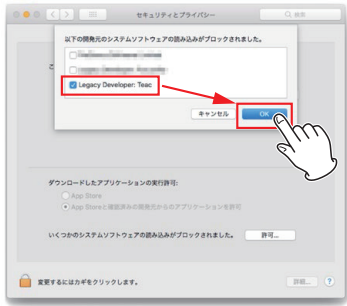 セキュリティとプライバシー
検索
以下の開発元のシステムソフトウェアの読み込みがブロックされました。
Legacy Developer: Teac
キャンセル
OK
ダウンロードしたアプリケーションの実行許可:
App Store
App Storeと確認済みの開発元からのアプリケーションを許可
いくつかのシステムソフトウェアの読み込みがブロックされました。
許可...
変更するにはカギをクリックします。
詳細...
?